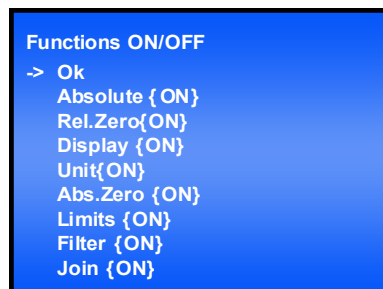 Functions ON/OFF
-> Ok
Absolute {ON}
Rel.Zero{ON}
Display {ON}
Unit{ON}
Abs.Zero {ON}
Limits {ON}
Filter {ON}
Join {ON}